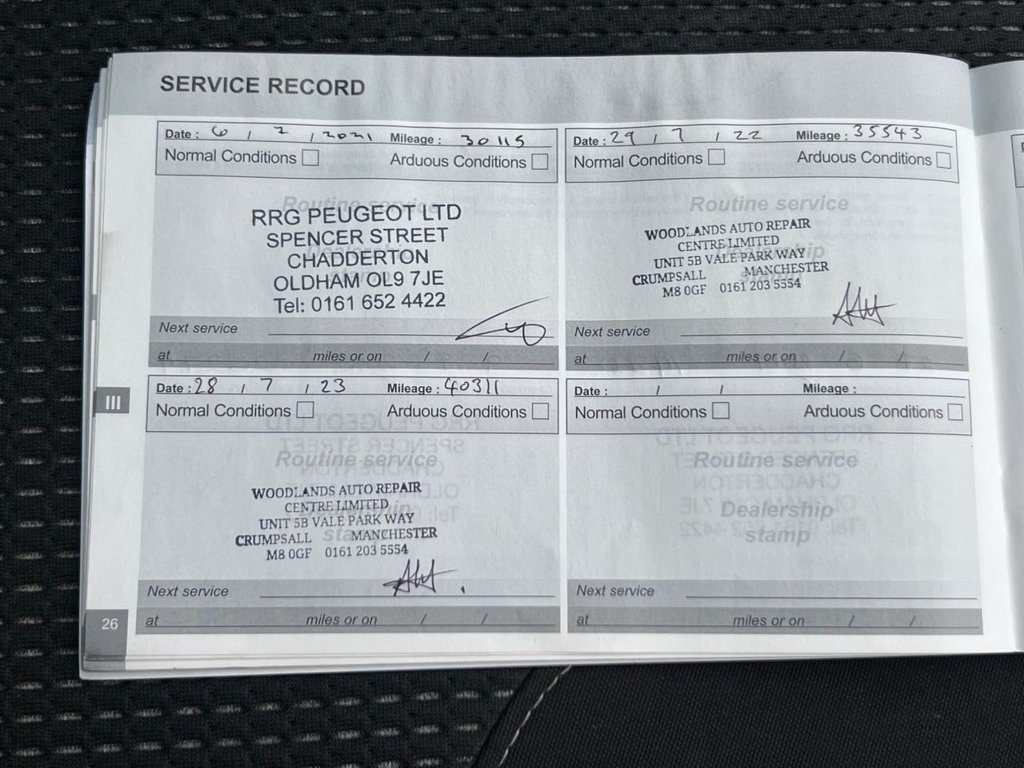 SERVICE RECORD
Date : 6 / 7 / 2021 Mileage : 30115
Normal Conditions Arduous Conditions
Routine service
RRG PEUGEOT LTD
SPENCER STREET
CHADDERTON
OLDHAM OL9 7JE
Tel: 0161 652 4422
Next service
at miles or on / /
Date : 29 / 7 / 22 Mileage : 35543
Normal Conditions Arduous Conditions
Routine service
Dealership
stamp
WOODLANDS AUTO REPAIR
CENTRE LIMITED
UNIT 5B VALE PARK WAY
CRUMPSALL MANCHESTER
M8 0GF 0161 203 5554
Next service
at miles or on / /
Date : 28 / 7 / 23 Mileage : 40311
Normal Conditions Arduous Conditions
Routine service
WOODLANDS AUTO REPAIR
CENTRE LIMITED
UNIT 5B VALE PARK WAY
CRUMPSALL MANCHESTER
M8 0GF 0161 203 5554
Next service
at miles or on / /
Date : / / Mileage :
Normal Conditions Arduous Conditions
Routine service
Dealership
stamp
Next service
at miles or on / /
III
26